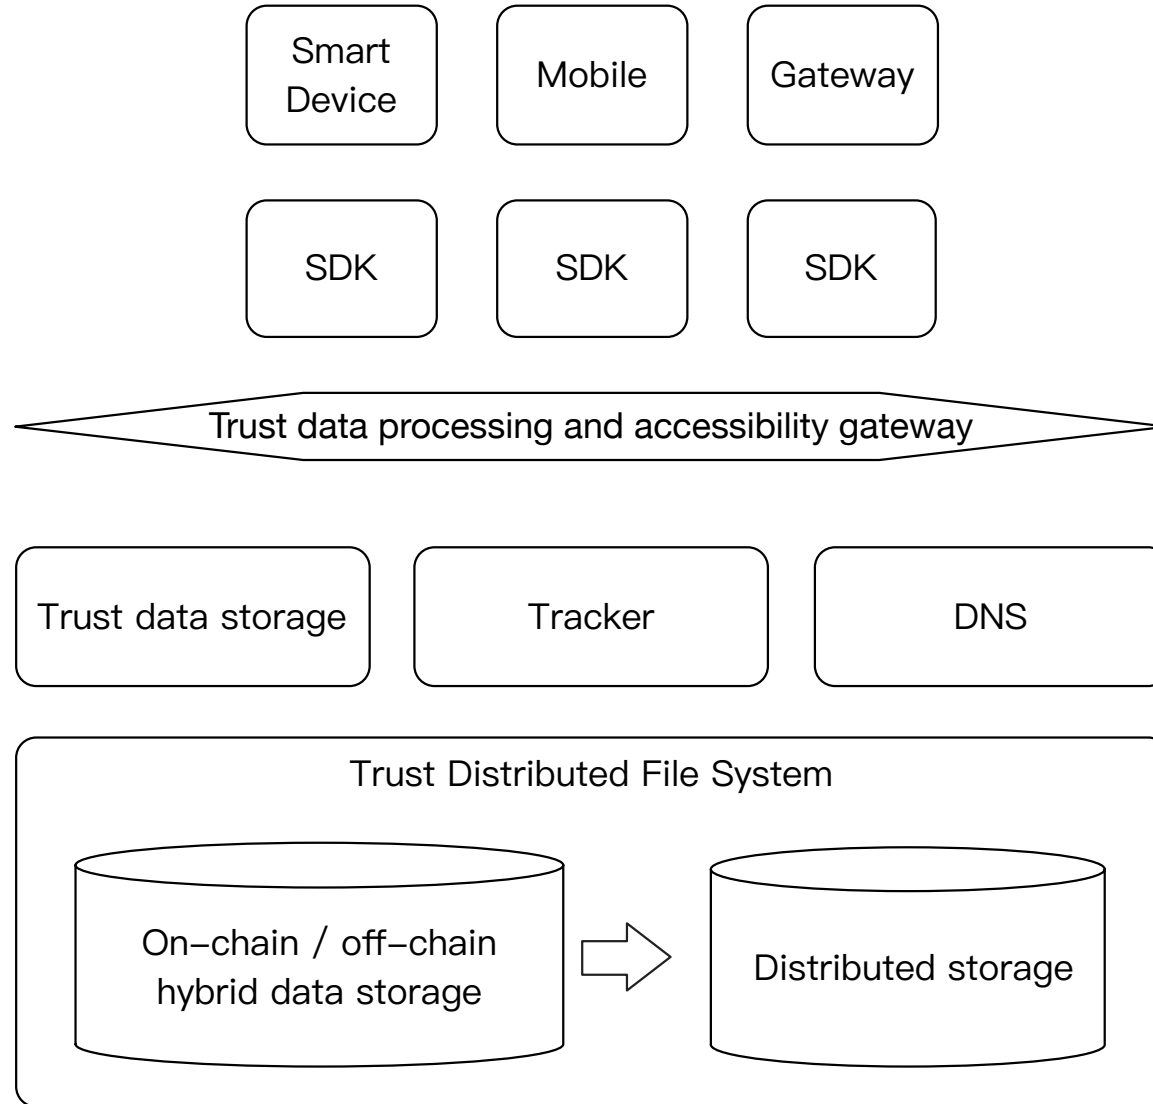 Smart
Device
Mobile
Gateway
SDK
SDK
SDK
Trust data processing and accessibility gateway
Trust data storage
Tracker
DNS
Trust Distributed File System
On–chain / off–chain
hybrid data storage
Distributed storage